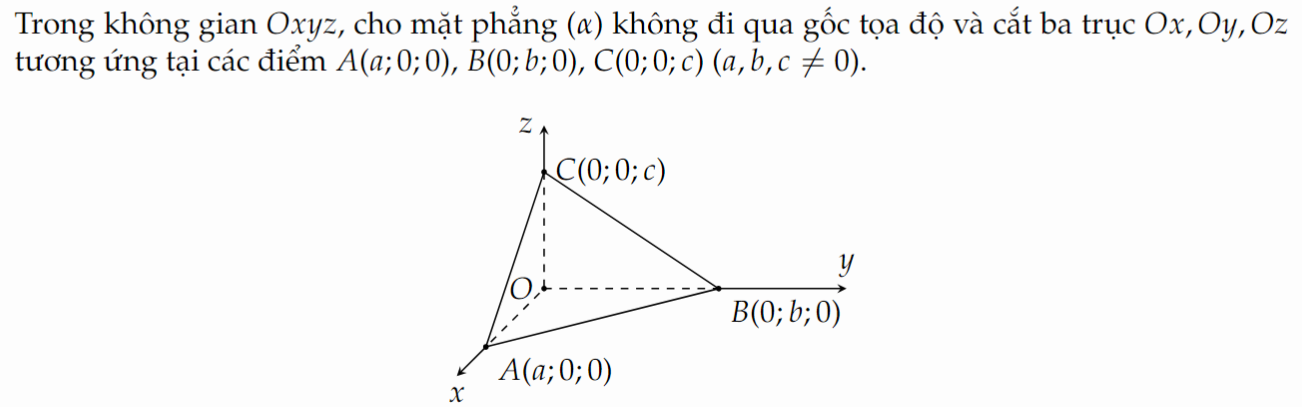 Trong không gian Oxyz, cho mặt phẳng (α) không đi qua gốc tọa độ và cắt ba trục Ox, Oy, Oz
tương ứng tại các điểm A(a; 0; 0), B(0; b; 0), C(0; 0; c) (a, b, c ≠ 0).
z
C(0; 0; c)
y
O
B(0; b; 0)
A(a; 0; 0)
x